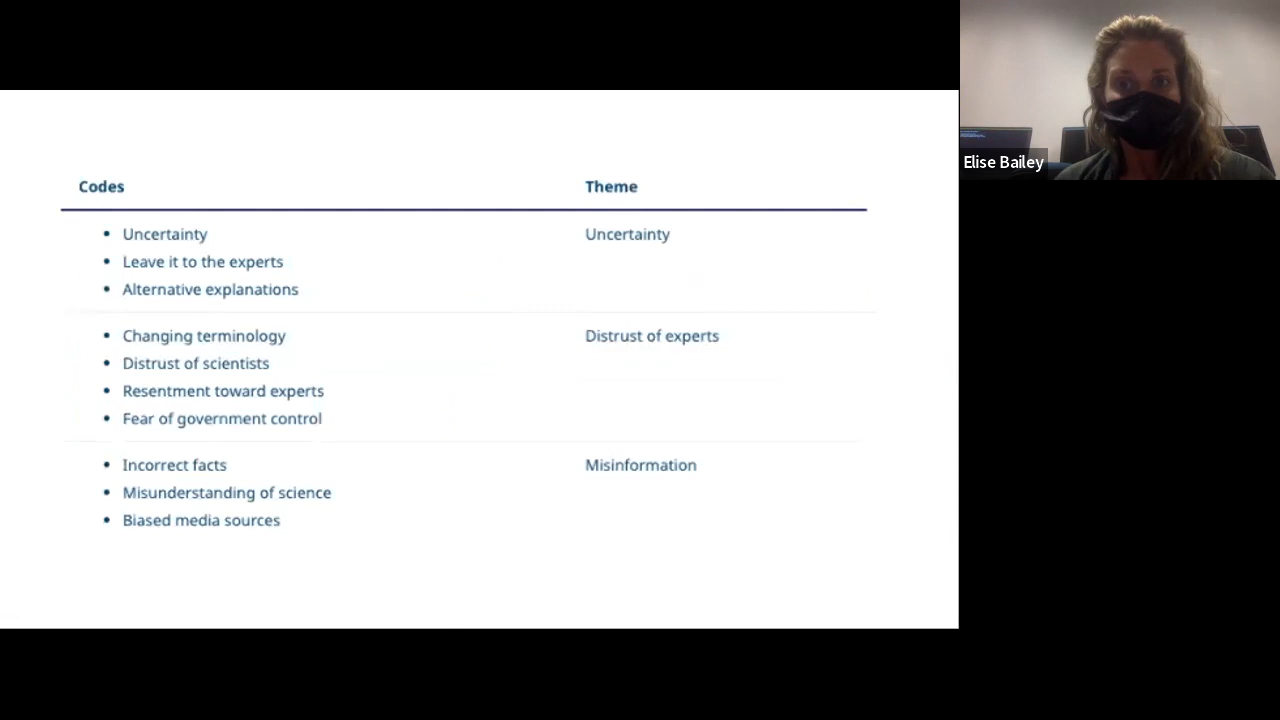 Codes Theme
• Uncertainty Uncertainty
• Leave it to the experts
• Alternative explanations
• Changing terminology Distrust of experts
• Distrust of scientists
• Resentment toward experts
• Fear of government control
• Incorrect facts Misinformation
• Misunderstanding of science
• Biased media sources
Elise Bailey